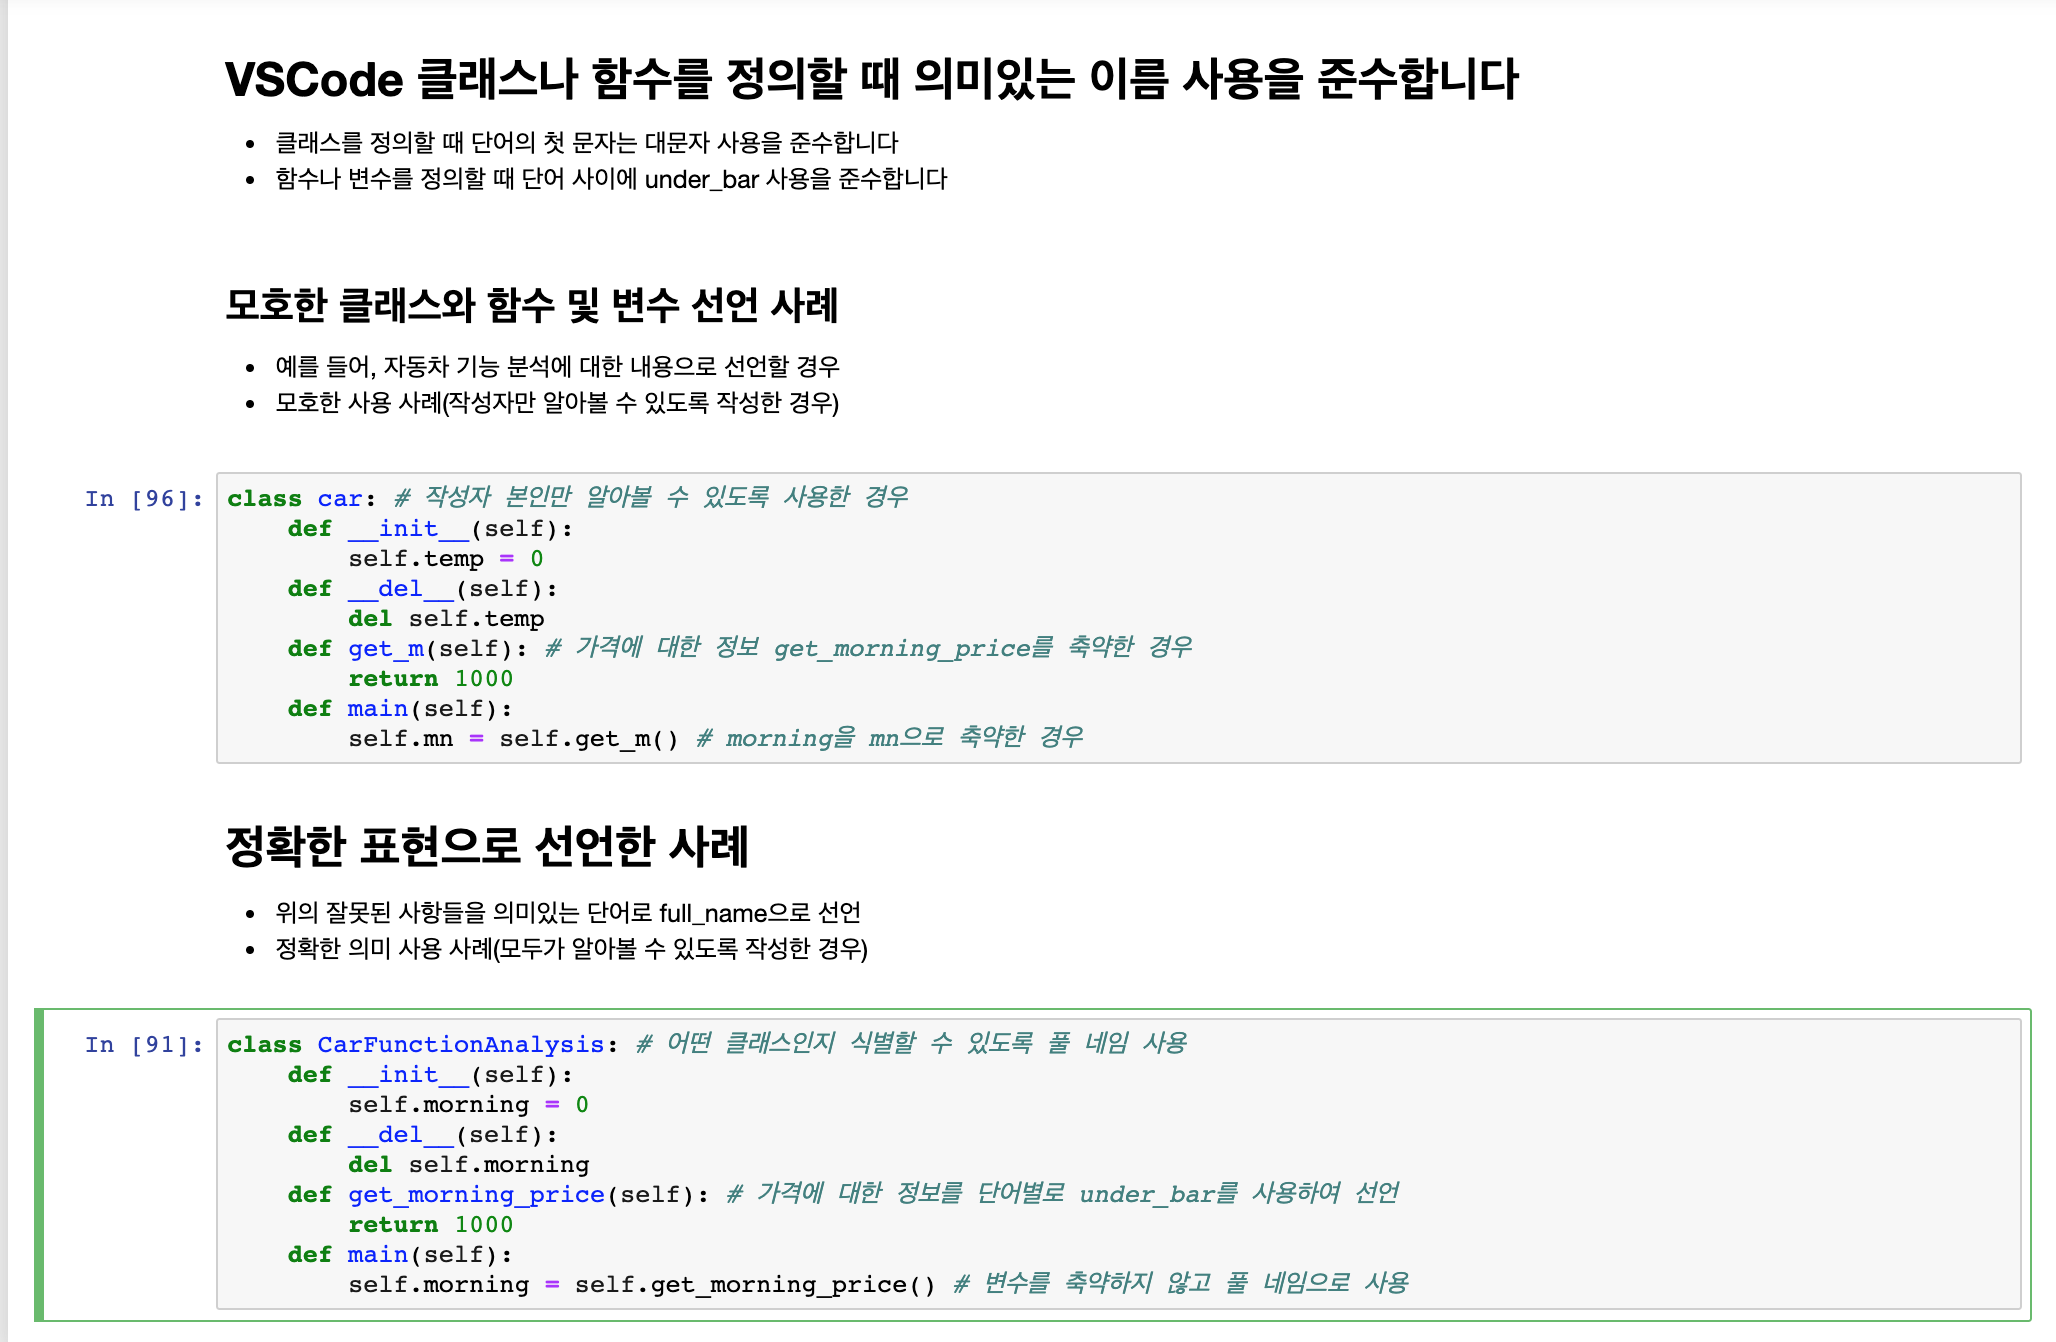 VSCode 클래스나 함수를 정의할 때 의미있는 이름 사용을 준수합니다
• 클래스를 정의할 때 단어의 첫 문자는 대문자 사용을 준수합니다
• 함수나 변수를 정의할 때 단어 사이에 under_bar 사용을 준수합니다
모호한 클래스와 함수 및 변수 선언 사례
• 예를 들어, 자동차 기능 분석에 대한 내용으로 선언할 경우
• 모호한 사용 사례(작성자만 알아볼 수 있도록 작성한 경우)
In [96]: class car: # 작성자 본인만 알아볼 수 있도록 사용한 경우
    def __init__(self):
        self.temp = 0
    def __del__(self):
        del self.temp
    def get_m(self): # 가격에 대한 정보 get_morning_price를 축약한 경우
        return 1000
    def main(self):
        self.mn = self.get_m() # morning을 mn으로 축약한 경우
정확한 표현으로 선언한 사례
• 위의 잘못된 사항들을 의미있는 단어로 full_name으로 선언
• 정확한 의미 사용 사례(모두가 알아볼 수 있도록 작성한 경우)
In [91]: class CarFunctionAnalysis: # 어떤 클래스인지 식별할 수 있도록 풀 네임 사용
    def __init__(self):
        self.morning = 0
    def __del__(self):
        del self.morning
    def get_morning_price(self): # 가격에 대한 정보를 단어별로 under_bar를 사용하여 선언
        return 1000
    def main(self):
        self.morning = self.get_morning_price() # 변수를 축약하지 않고 풀 네임으로 사용